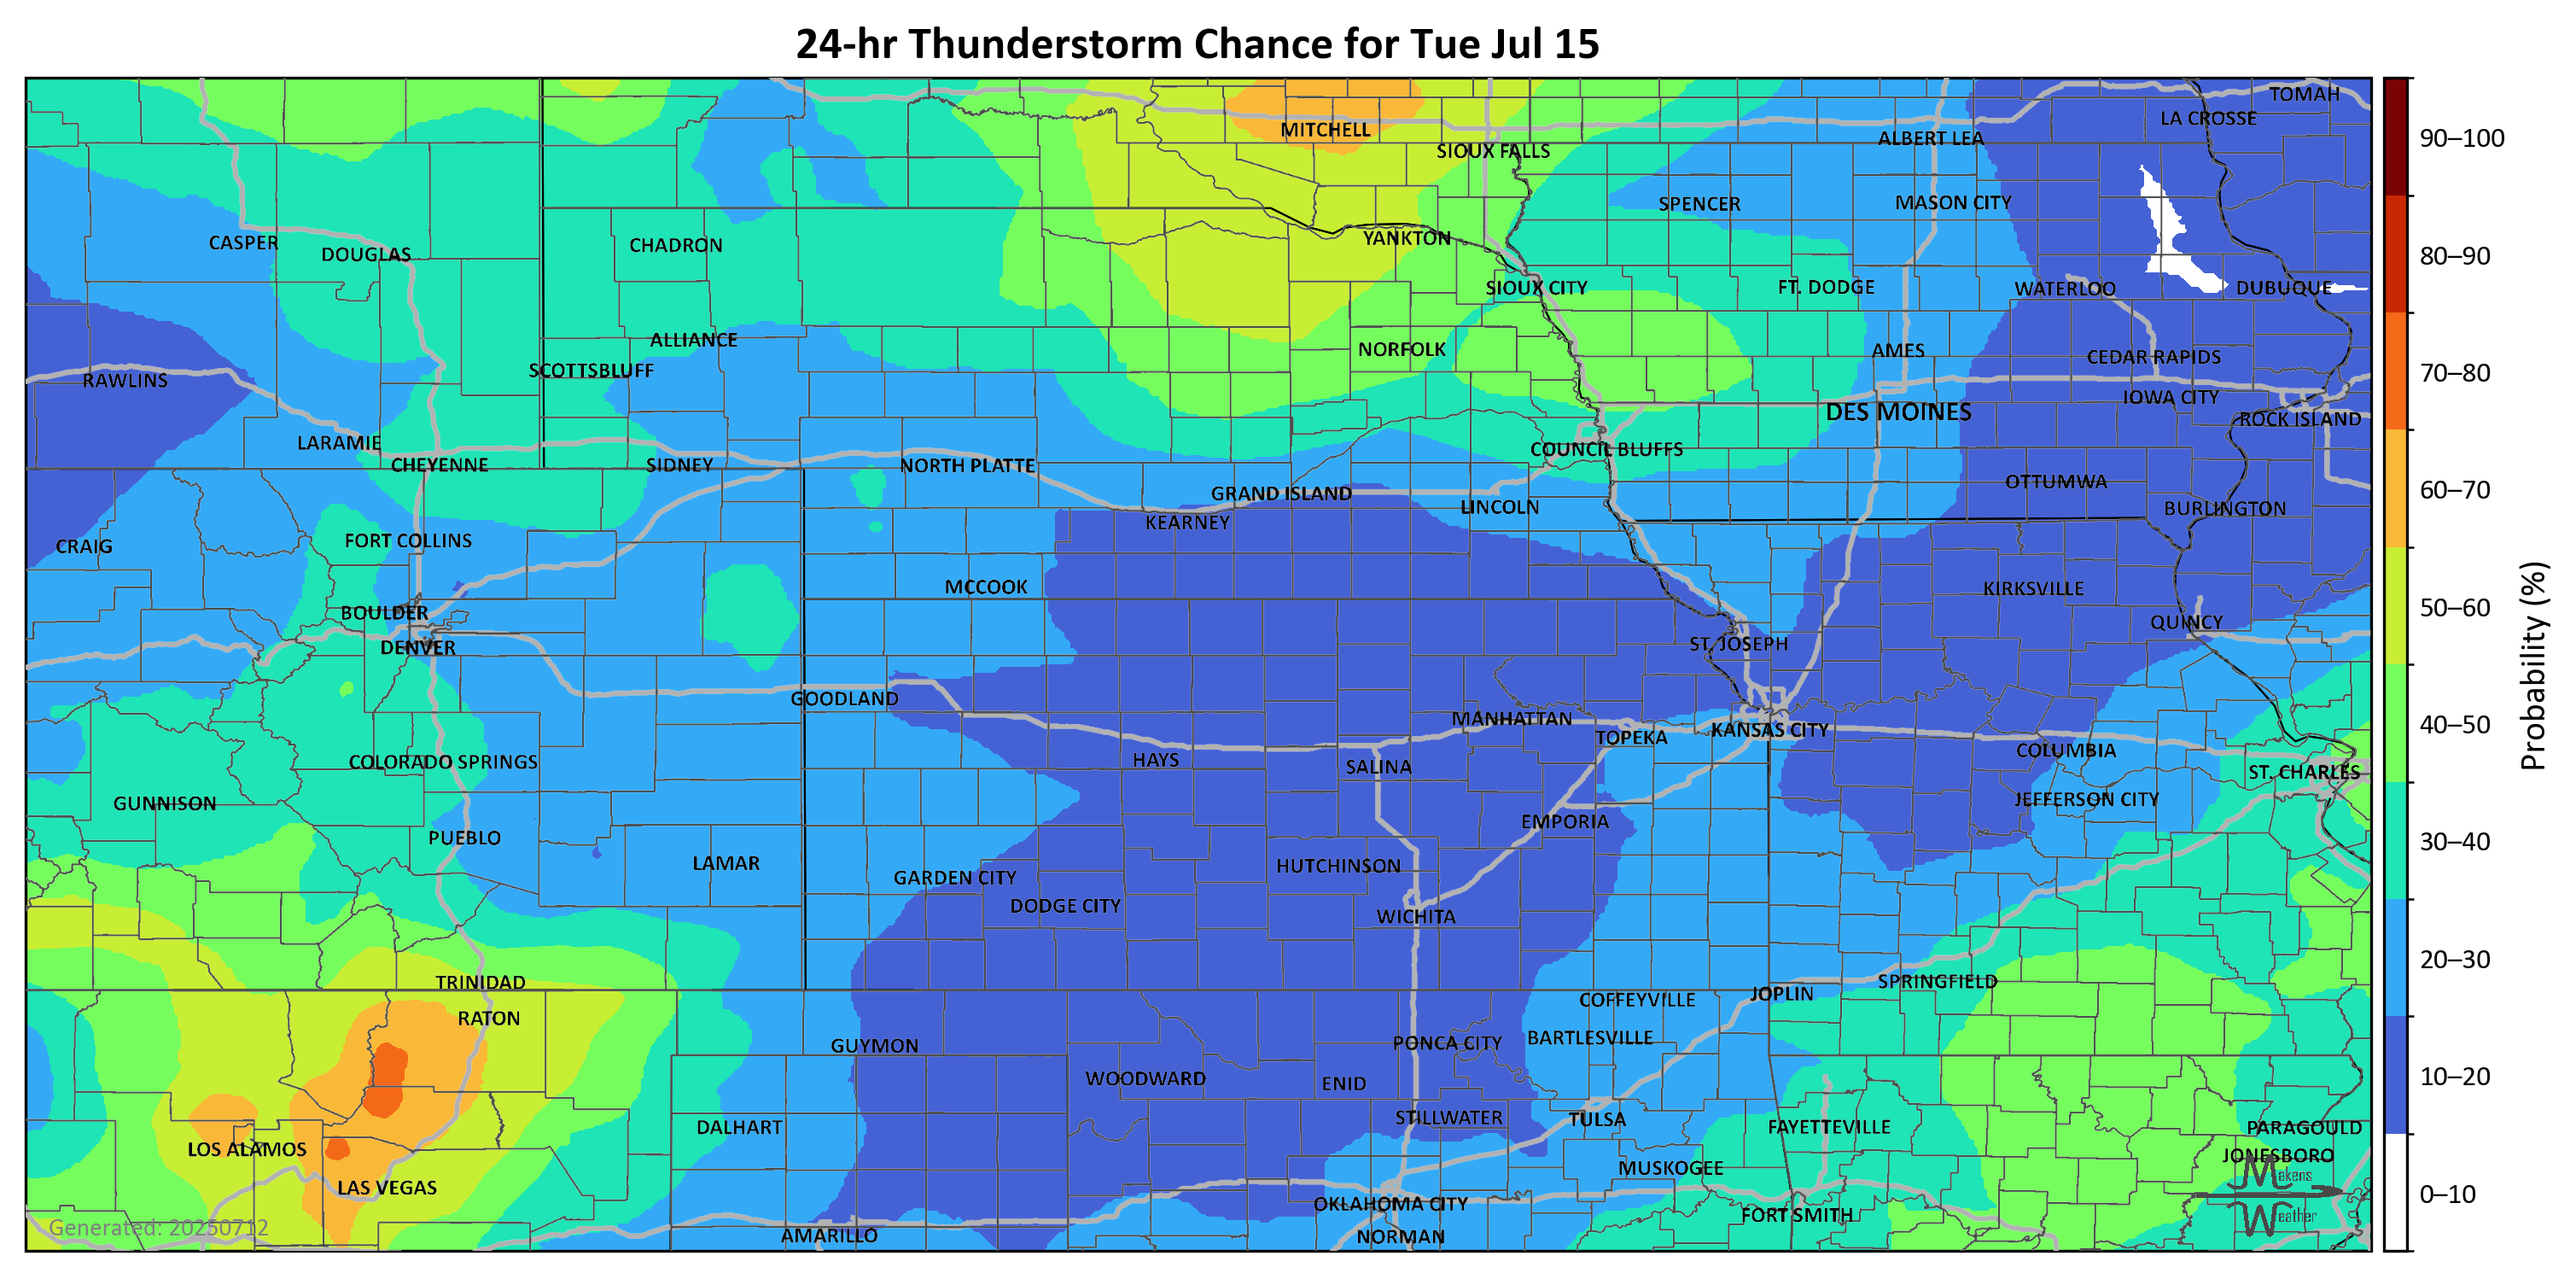 24-hr Thunderstorm Chance for Tue Jul 15
TOMAH
LA CROSSE
MITCHELL
ALBERT LEA
SIOUX FALLS
SPENCER
MASON CITY
CASPER
DOUGLAS
CHADRON
YANKTON
SIOUX CITY
FT. DODGE
WATERLOO
DUBUQUE
ALLIANCE
NORFOLK
AMES
CEDAR RAPIDS
RAWLINS
SCOTTSBLUFF
IOWA CITY
DES MOINES
ROCK ISLAND
LARAMIE
COUNCIL BLUFFS
CHEYENNE
SIDNEY
NORTH PLATTE
GRAND ISLAND
OTTUMWA
LINCOLN
BURLINGTON
KEARNEY
CRAIG
FORT COLLINS
MCCOOK
KIRKSVILLE
BOULDER
QUINCY
DENVER
ST. JOSEPH
GOODLAND
MANHATTAN
TOPEKA
KANSAS CITY
COLUMBIA
COLORADO SPRINGS
HAYS
SALINA
ST. CHARLES
GUNNISON
JEFFERSON CITY
EMPORIA
PUEBLO
LAMAR
HUTCHINSON
GARDEN CITY
DODGE CITY
WICHITA
TRINIDAD
SPRINGFIELD
JOPLIN
COFFEYVILLE
RATON
BARTLESVILLE
GUYMON
PONCA CITY
WOODWARD
ENID
STILLWATER
TULSA
DALHART
FAYETTEVILLE
PARAGOULD
LOS ALAMOS
JONESBORO
MUSKOGEE
LAS VEGAS
OKLAHOMA CITY
FORT SMITH
AMARILLO
NORMAN
Generated: 20250712
Makens
Weather
90–100
80–90
70–80
60–70
50–60
40–50
30–40
20–30
10–20
0–10
Probability (%)